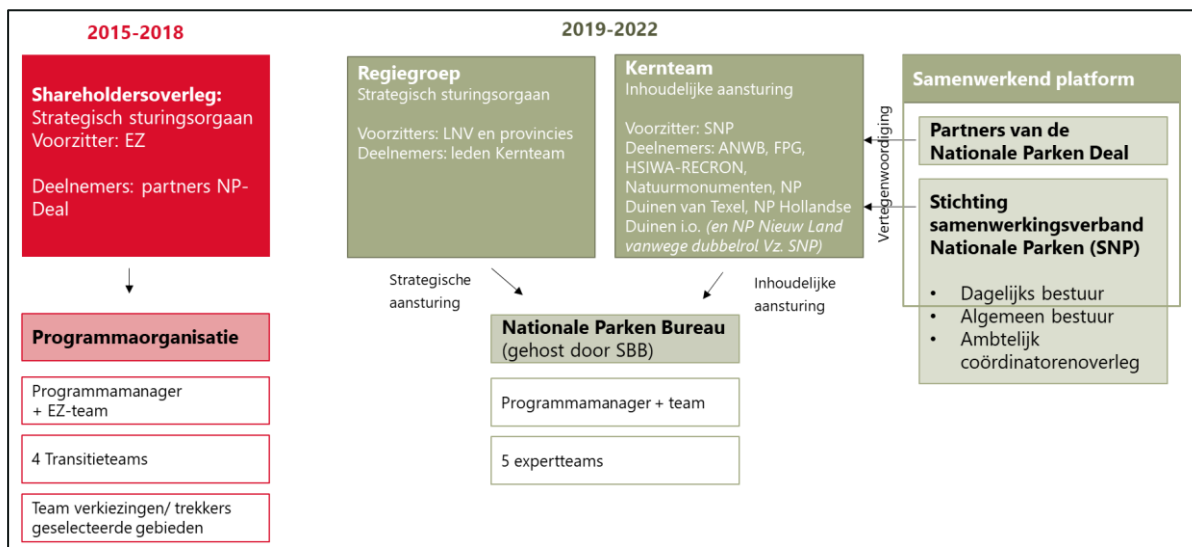 2015-2018
Shareholdersoverleg:
Strategisch sturingsorgaan
Voorzitter: EZ
Deelnemers: partners NP-
Deal
Programmaorganisatie
Programmamanager
+ EZ-team
4 Transitieteams
Team verkiezingen/ trekkers
geselecteerde gebieden
2019-2022
Regiegroep
Strategisch sturingsorgaan
Voorzitters: LNV en provincies
Deelnemers: leden Kernteam
Kernteam
Inhoudelijke aansturing
Voorzitter: SNP
Deelnemers: ANWB, FPG,
HSIWA-RECRON,
Natuurmonumenten, NP
Duinen van Texel, NP Hollandse
Duinen i.o. (en NP Nieuw Land
vanwege dubbelrol Vz. SNP)
Strategische
aansturing
Inhoudelijke
aansturing
Nationale Parken Bureau
(gehost door SBB)
Programmamanager + team
5 expertteams
Vertegenwoordiging
Samenwerkend platform
Partners van de
Nationale Parken Deal
Stichting
samenwerkingsverband
Nationale Parken (SNP)
• Dagelijks bestuur
• Algemeen bestuur
• Ambtelijk
coördinatorenoverleg